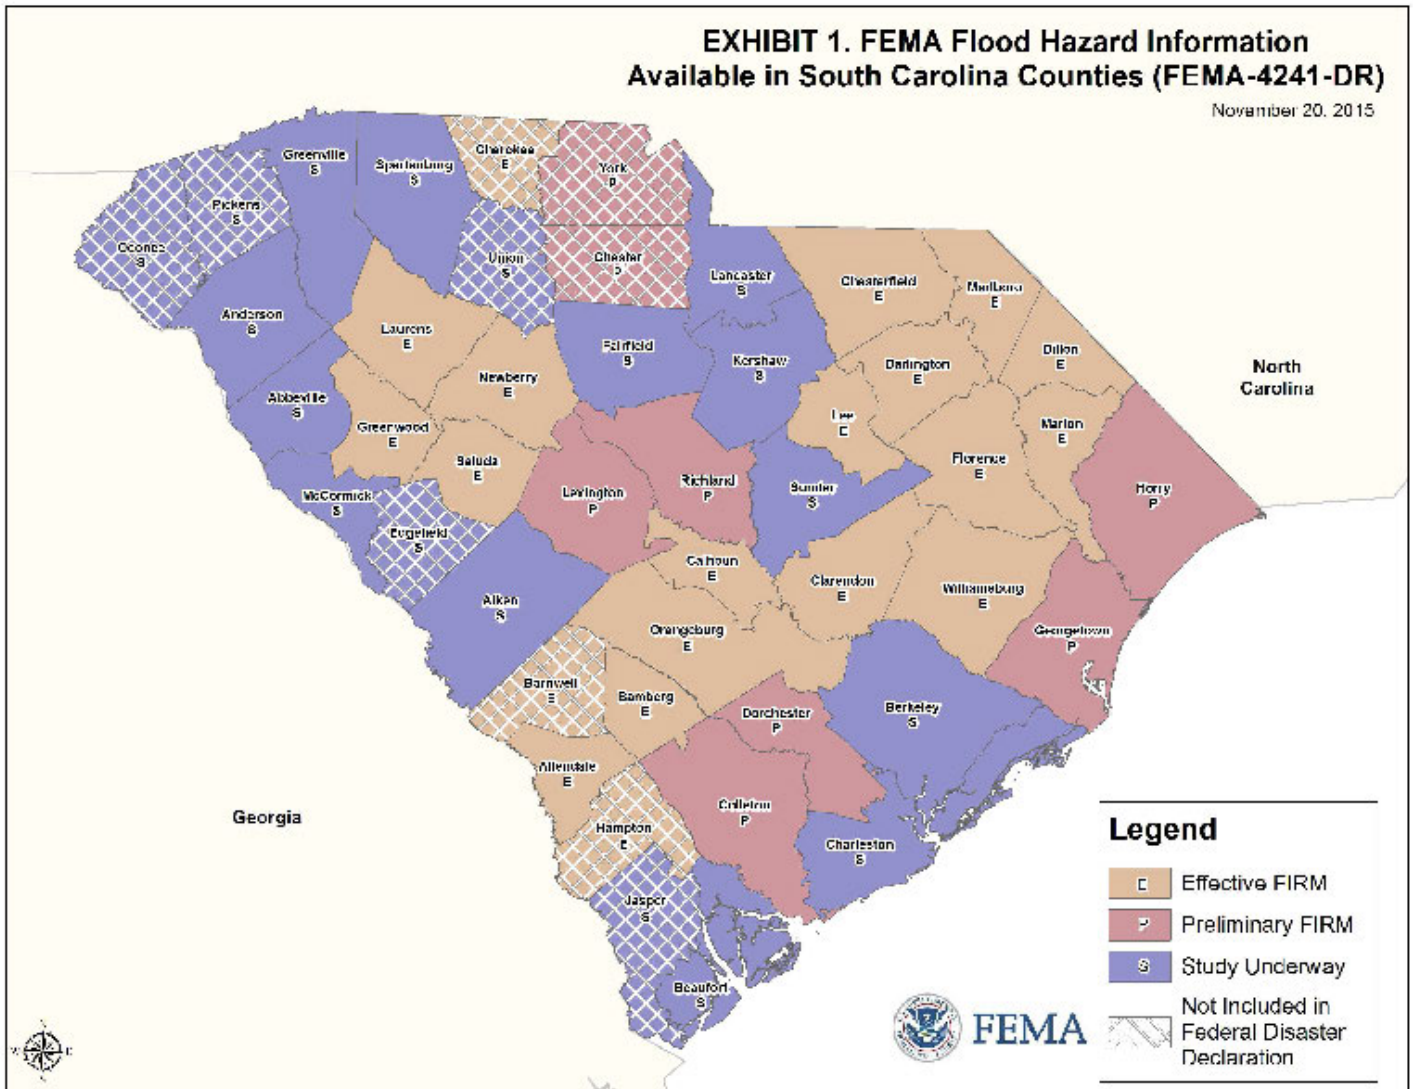 EXHIBIT 1. FEMA Flood Hazard Information
Available in South Carolina Counties (FEMA-4241-DR)
November 20, 2015
Greenville
S
Spartanburg
S
Cherokee
E
York
P
Pickens
S
Oconee
S
Union
S
Chester
P
Lancaster
S
Chesterfield
E
Marlboro
E
Anderson
S
Laurens
E
Fairfield
S
Kershaw
S
Darlington
E
Dillon
E
North
Carolina
Newberry
E
Abbeville
S
Greenwood
E
Lee
E
Marion
E
Saluda
E
Florence
E
McCormick
S
Lexington
P
Richland
P
Sumter
S
Horry
P
Edgefield
S
Calhoun
E
Clarendon
E
Williamsburg
E
Aiken
S
Orangeburg
E
Georgetown
P
Barnwell
E
Bamberg
E
Dorchester
P
Berkeley
S
Allendale
E
Colleton
P
Georgia
Hampton
E
Charleston
S
Jasper
S
Beaufort
S
Legend
E Effective FIRM
P Preliminary FIRM
S Study Underway
Not Included in
Federal Disaster
Declaration
FEMA
W E